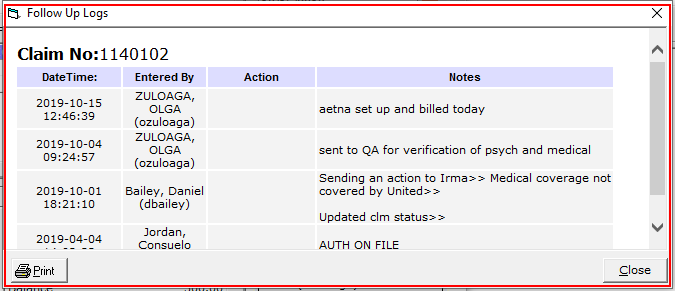 Follow Up Logs
Claim No:1140102
DateTime: Entered By Action Notes
2019-10-15
12:46:39
ZULOAGA,
OLGA
(ozuloaga)
aetna set up and billed today
2019-10-04
09:24:57
ZULOAGA,
OLGA
(ozuloaga)
sent to QA for verification of psych and medical
2019-10-01
18:21:10
Bailey, Daniel
(dbailey)
Sending an action to Irma>> Medical coverage not
covered by United>>
Updated clm status>>
2019-04-04
Jordan,
Consuelo
AUTH ON FILE
Print
Close